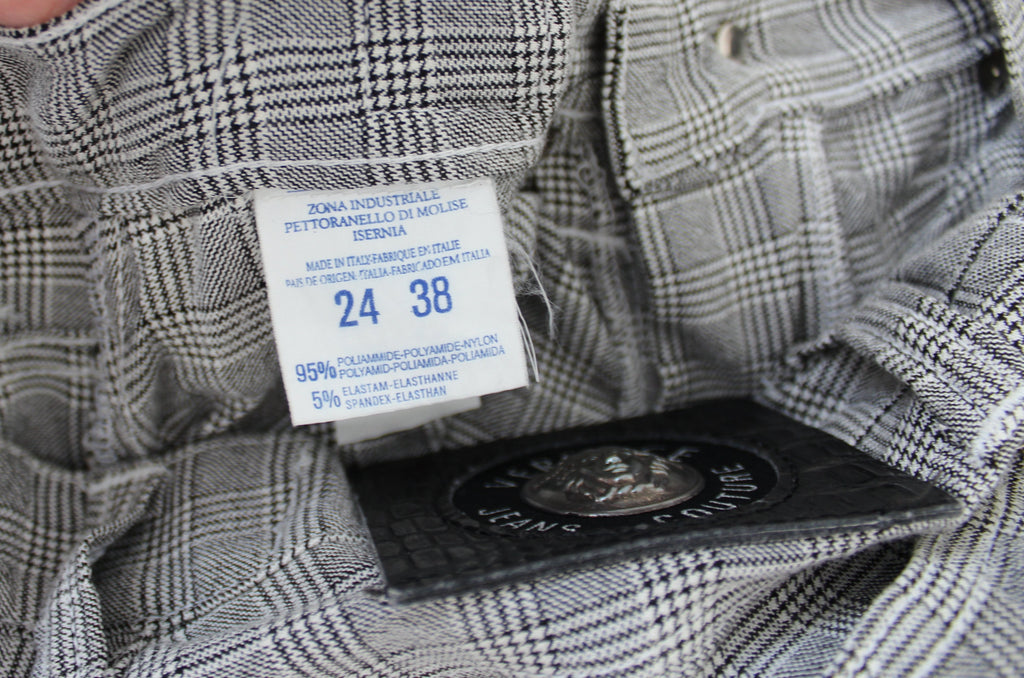 ZONA INDUSTRIALE
PETTORANELLO DI MOLISE
ISERNIA
MADE IN ITALY-FABRIQUE EN ITALIE
PAIS DE ORIGEN: ITALIA-FABRICADO EM ITALIA
24 38
95% POLIAMMIDE-POLYAMIDE-NYLON
POLYAMID-POLIAMIDA-POLIAMIDA
5% ELASTAM-ELASTHANNE
SPANDEX-ELASTHAN
JEANS COUTURE